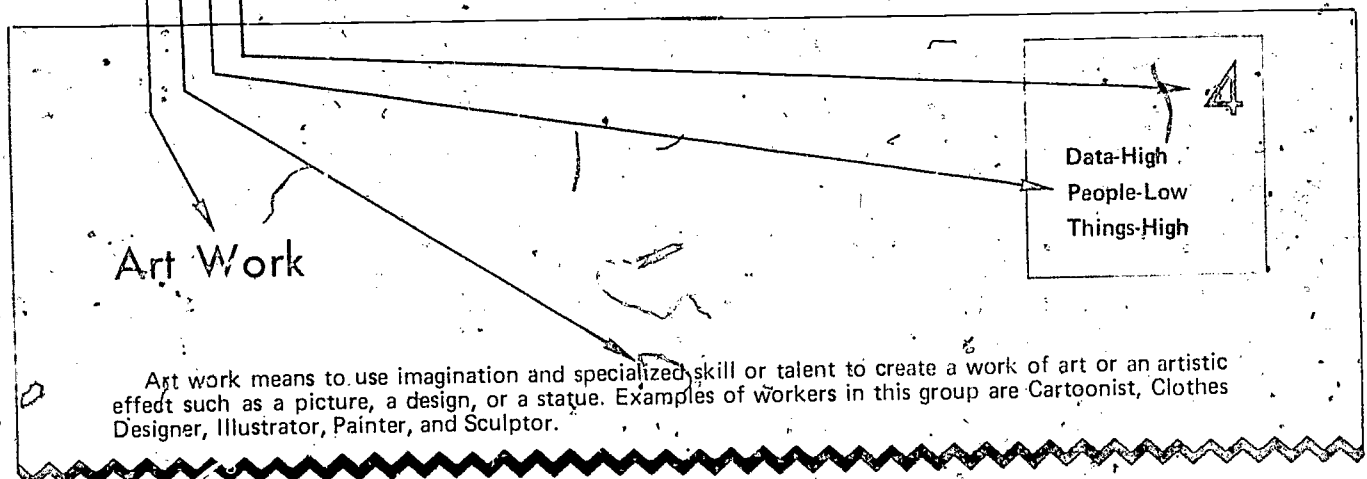 4
Data-High
People-Low
Things-High
Art Work
Art work means to use imagination and specialized skill or talent to create a work of art or an artistic
effect such as a picture, a design, or a statue. Examples of workers in this group are Cartoonist, Clothes
Designer, Illustrator, Painter, and Sculptor.